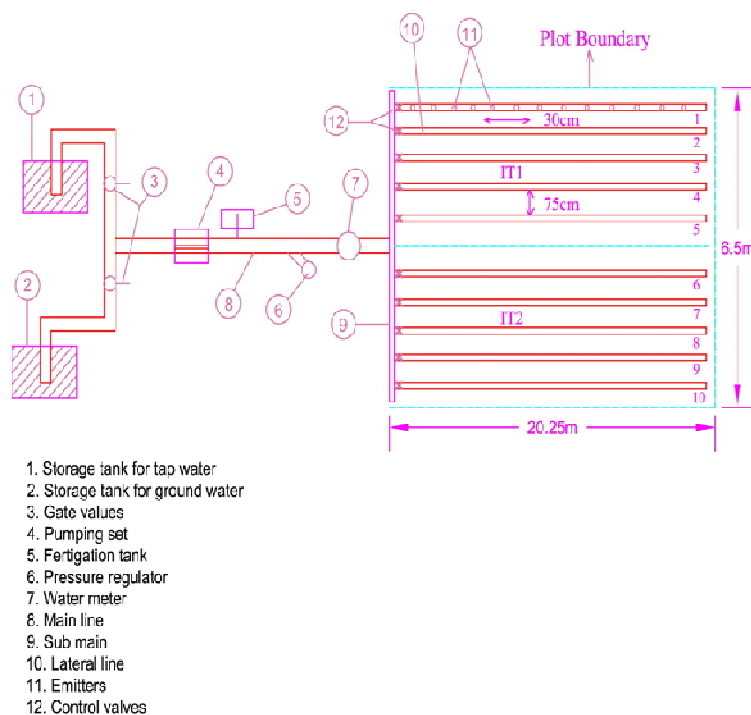 10
11
Plot Boundary
1
12
30cm
1
2
4
3
IT1
3
5
7
75cm
4
5
6.5m
2
8
6
9
IT2
6
7
8
9
10
20.25m
1. Storage tank for tap water
2. Storage tank for ground water
3. Gate values
4. Pumping set
5. Fertigation tank
6. Pressure regulator
7. Water meter
8. Main line
9. Sub main
10. Lateral line
11. Emitters
12. Control valves